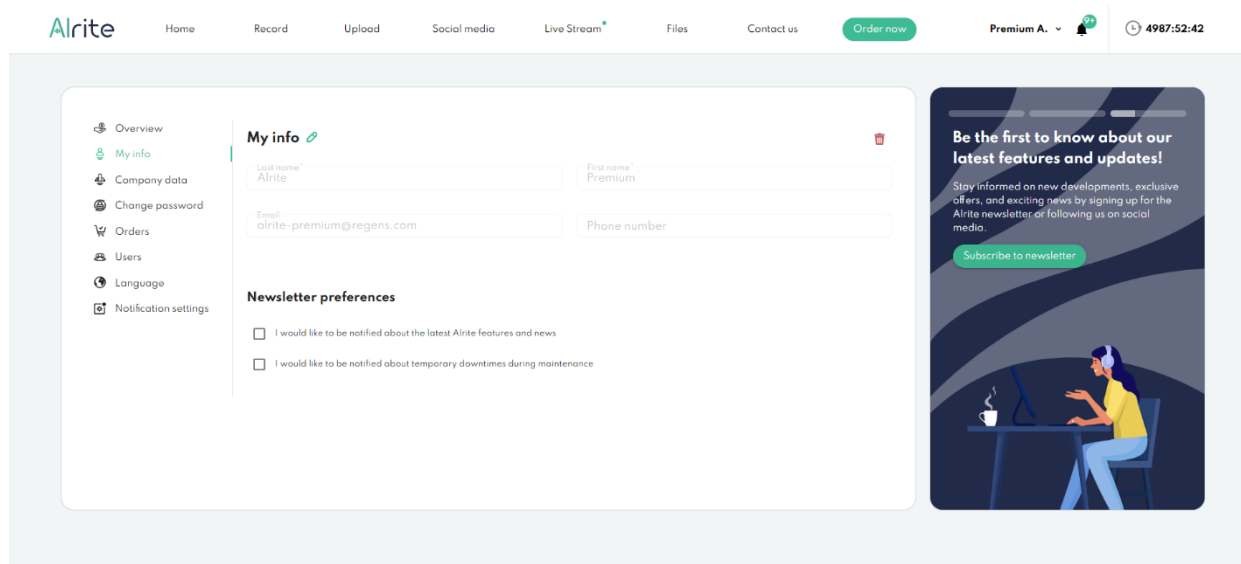 Alrite
Home
Record
Upload
Social media
Live Stream
Files
Contact us
Order now
Premium A.
9+
4987:52:42
Overview
My info
Company data
Change password
Orders
Users
Language
Notification settings
My info
Last name*
Alrite
First name*
Premium
Email
alrite-premium@regens.com
Phone number
Newsletter preferences
I would like to be notified about the latest Alrite features and news
I would like to be notified about temporary downtimes during maintenance
Be the first to know about our
latest features and updates!
Stay informed on new developments, exclusive
offers, and exciting news by signing up for the
Alrite newsletter or following us on social
media.
Subscribe to newsletter